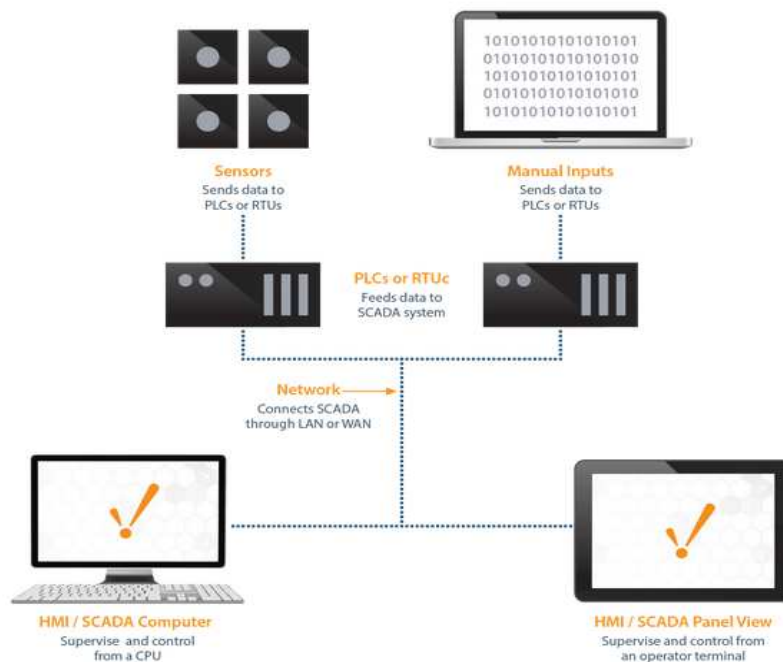 10101010101010101
01010101010101010
10101010101010101
01010101010101010
10101010101010101
Sensors
Sends data to
PLCs or RTUs
Manual Inputs
Sends data to
PLCs or RTUs
PLCs or RTUc
Feeds data to
SCADA system
Network
Connects SCADA
through LAN or WAN
HMI / SCADA Computer
Supervise and control
from a CPU
HMI / SCADA Panel View
Supervise and control from
an operator terminal